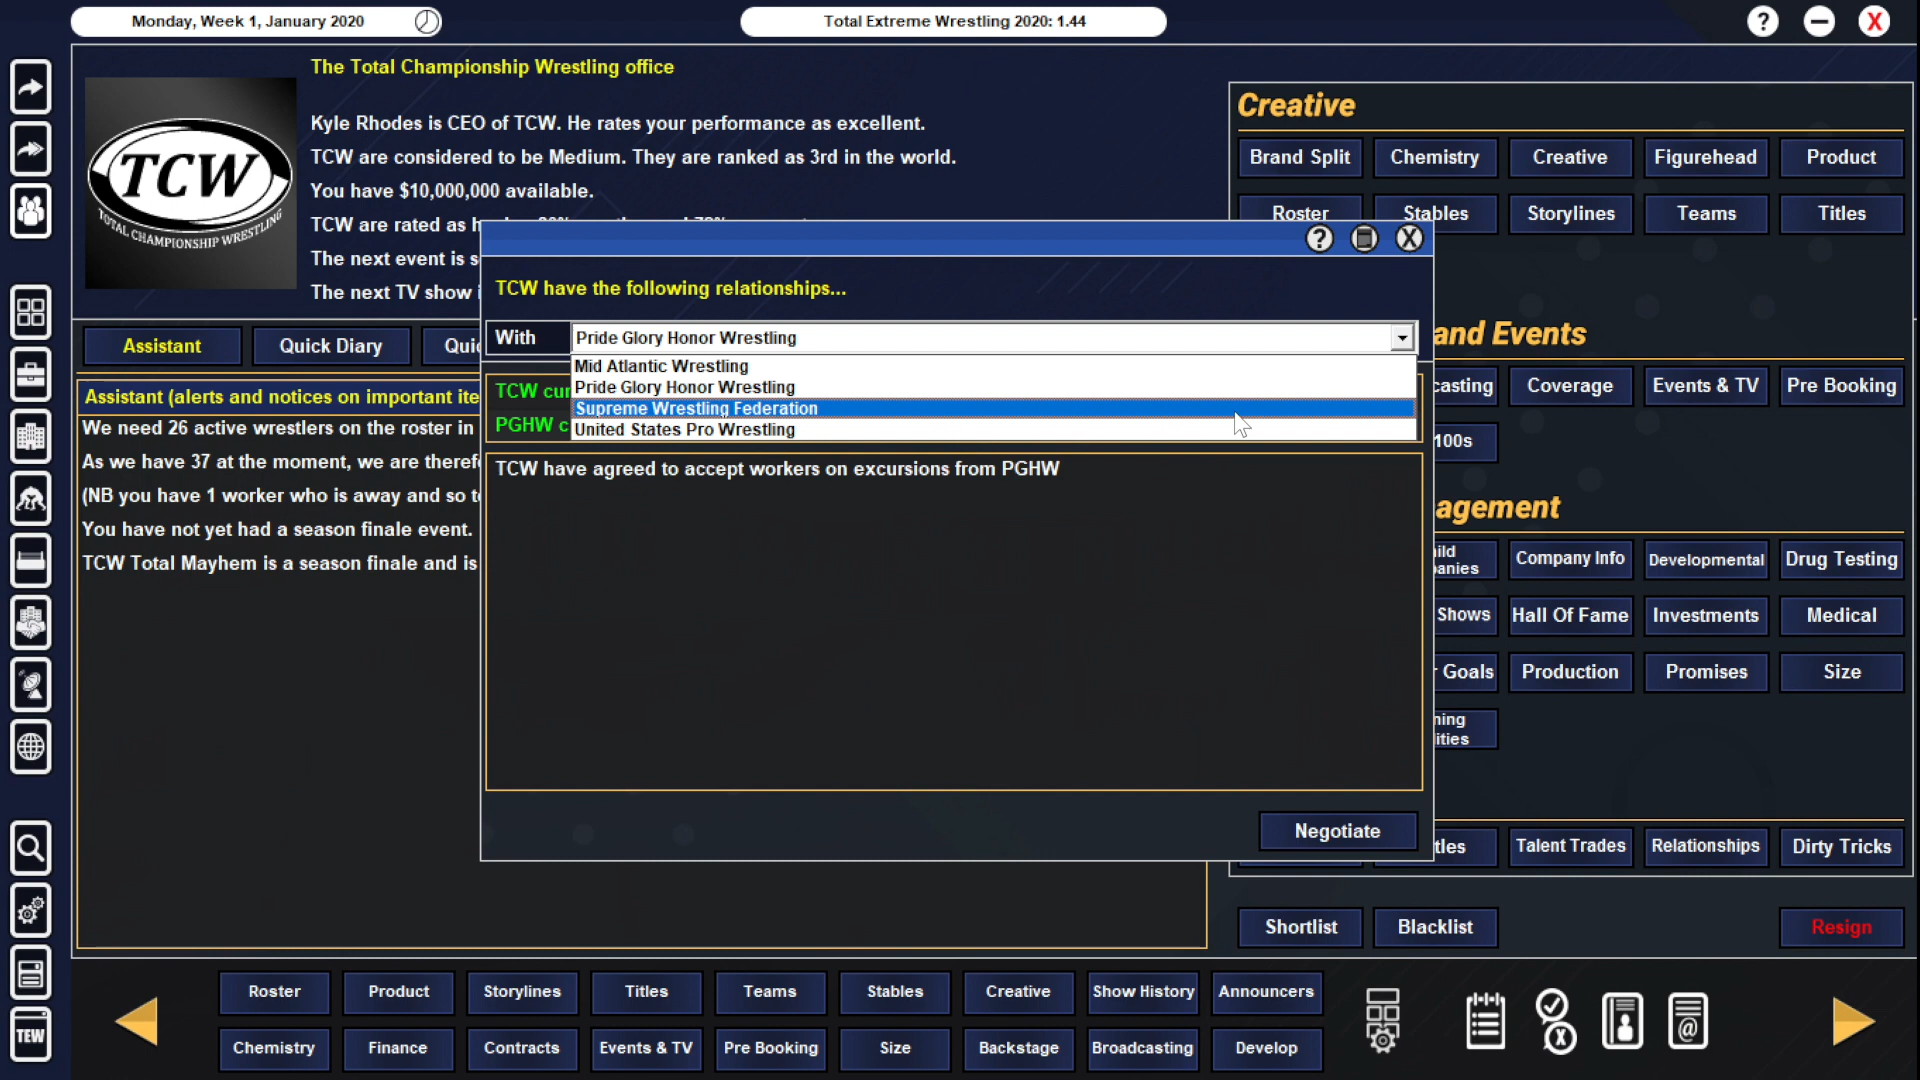 Monday, Week 1, January 2020
Total Extreme Wrestling 2020: 1.44
? X
TCW
TOTAL CHAMPIONSHIP WRESTLING
The Total Championship Wrestling office
Kyle Rhodes is CEO of TCW. He rates your performance as excellent.
TCW are considered to be Medium. They are ranked as 3rd in the world.
You have $10,000,000 available.
TCW are rated as h
The next event is s
The next TV show i
Assistant
Quick Diary
Quic
Assistant (alerts and notices on important ite
We need 26 active wrestlers on the roster in
As we have 37 at the moment, we are theref
(NB you have 1 worker who is away and so t
You have not yet had a season finale event.
TCW Total Mayhem is a season finale and is
? X
TCW have the following relationships...
With
Pride Glory Honor Wrestling
Mid Atlantic Wrestling
Pride Glory Honor Wrestling
Supreme Wrestling Federation
United States Pro Wrestling
TCW cur
PGHW c
TCW have agreed to accept workers on excursions from PGHW
Negotiate
Creative
Brand Split
Chemistry
Creative
Figurehead
Product
Roster
Stables
Storylines
Teams
Titles
and Events
casting
Coverage
Events & TV
Pre Booking
100s
agement
ild
anies
Company Info
Developmental
Drug Testing
Shows
Hall Of Fame
Investments
Medical
Goals
Production
Promises
Size
ning
ities
tles
Talent Trades
Relationships
Dirty Tricks
Shortlist
Blacklist
Resign
TEW
Roster
Product
Storylines
Titles
Teams
Stables
Creative
Show History
Announcers
Chemistry
Finance
Contracts
Events & TV
Pre Booking
Size
Backstage
Broadcasting
Develop